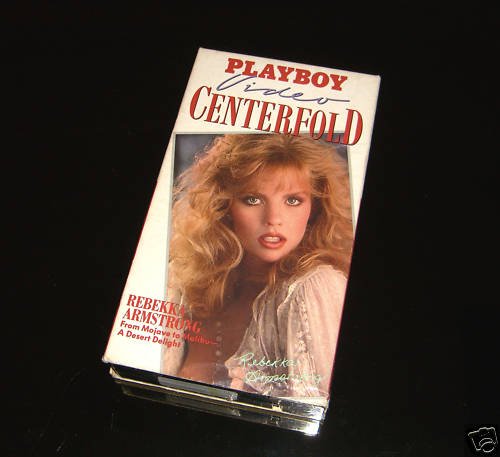 PLAYBOY
Video
CENTERFOLD
REBEKKA
ARMSTRONG
From Mojave to Malibu—
A Desert Delight
Rebekka
Armstrong